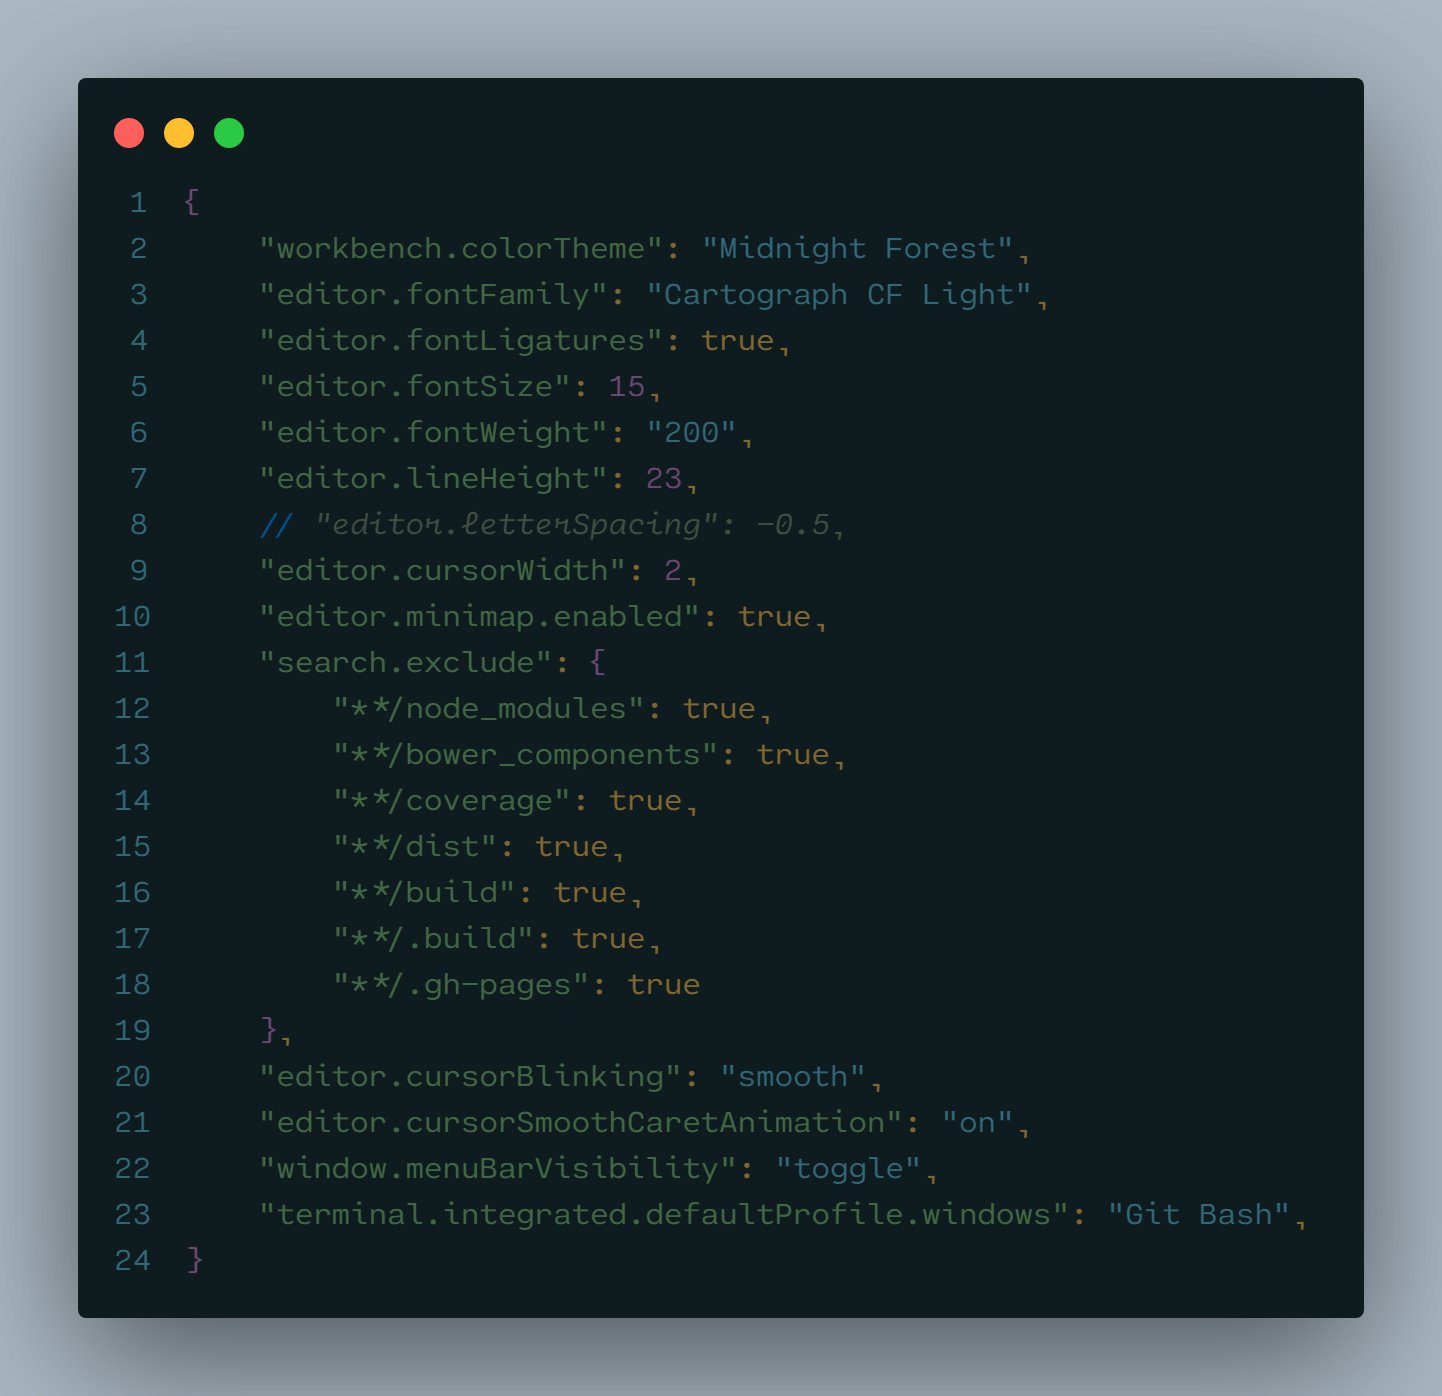 1 {
2     "workbench.colorTheme": "Midnight Forest",
3     "editor.fontFamily": "Cartograph CF Light",
4     "editor.fontLigatures": true,
5     "editor.fontSize": 15,
6     "editor.fontWeight": "200",
7     "editor.lineHeight": 23,
8     // "editor.letterSpacing": -0.5,
9     "editor.cursorWidth": 2,
10     "editor.minimap.enabled": true,
11     "search.exclude": {
12         "**/node_modules": true,
13         "**/bower_components": true,
14         "**/coverage": true,
15         "**/dist": true,
16         "**/build": true,
17         "**/.build": true,
18         "**/.gh-pages": true
19     },
20     "editor.cursorBlinking": "smooth",
21     "editor.cursorSmoothCaretAnimation": "on",
22     "window.menuBarVisibility": "toggle",
23     "terminal.integrated.defaultProfile.windows": "Git Bash",
24 }